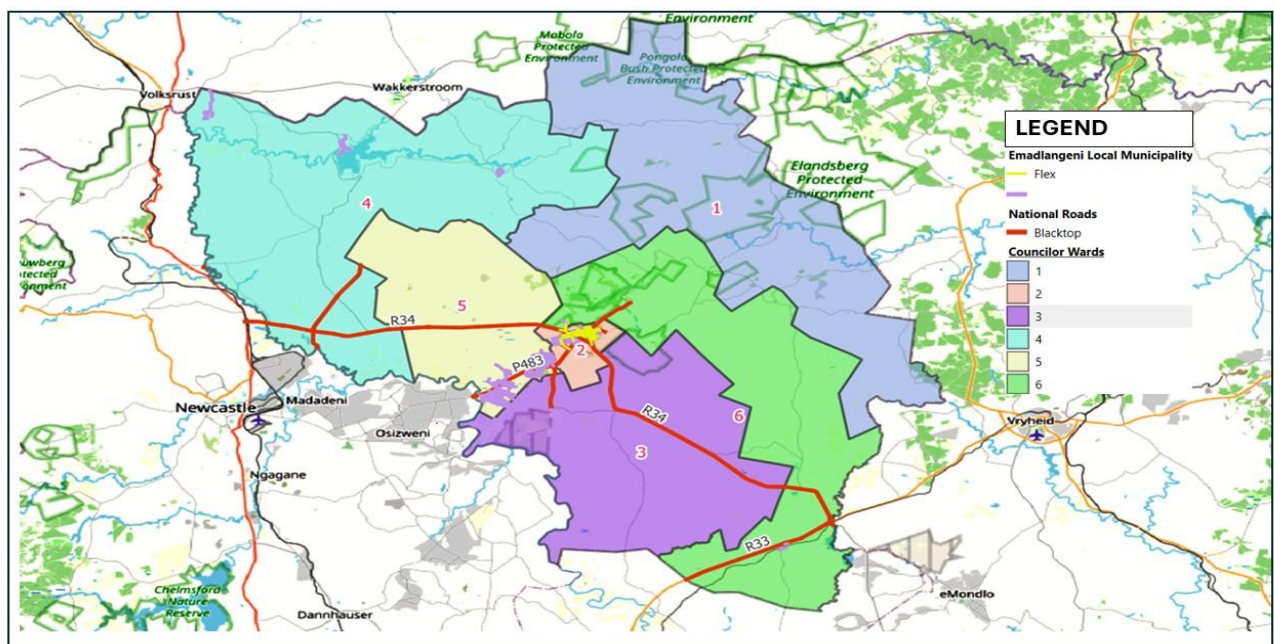 Environment
Mabola
Protected
Environment
Pongola
Bush Protected
Environment
Volksrust
Wakkerstroom
LEGEND
Emadlangeni Local Municipality
Flex
National Roads
Blacktop
Councilor Wards
1
2
3
4
5
6
Elandsberg
Protected
Environment
4
1
5
R34
2
P483
Newcastle
Madadeni
Osizweni
R34
6
Vryheid
3
Ngagane
R33
Chelmsford
Nature
Reserve
Dannhauser
eMondlo